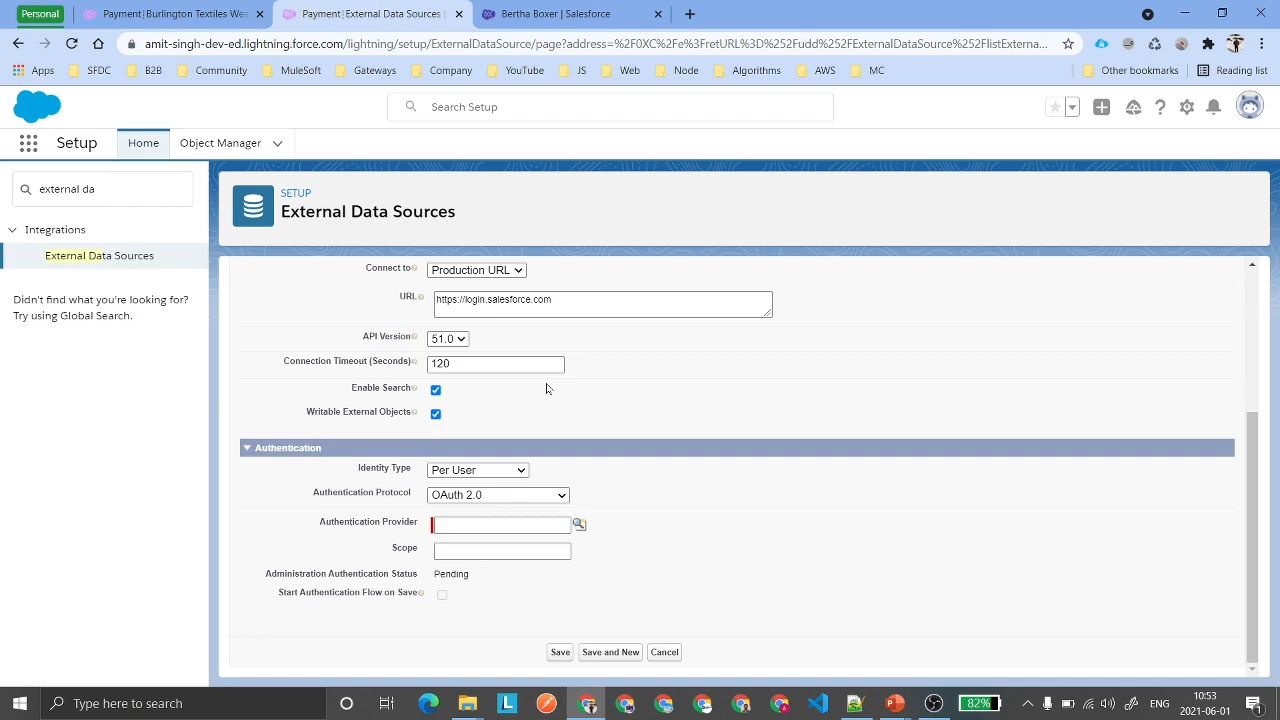 Personal
Payment|Burlington Textiles Wea
Payment| External Data Sources |
Bertha Boxer | Salesforce
amit-singh-dev-ed.lightning.force.com/lightning/setup/ExternalDataSource/page?address=%2F0XC%2Fe%3FretURL%3D%252Fudd%252FExternalDataSource%252FlistExterna...
Apps SFDC B2B Community MuleSoft Gateways Company YouTube JS Web Node Algorithms AWS MC Other bookmarks Reading list
Search Setup
Setup Home Object Manager
external da
Integrations
External Data Sources
Didn't find what you're looking for?
Try using Global Search.
SETUP
External Data Sources
Connect to Production URL
URL https://login.salesforce.com
API Version 51.0
Connection Timeout (Seconds) 120
Enable Search
Writable External Objects
Authentication
Identity Type Per User
Authentication Protocol OAuth 2.0
Authentication Provider
Scope
Administration Authentication Status Pending
Start Authentication Flow on Save
Save Save and New Cancel
Type here to search
82%
10:53
2021-06-01